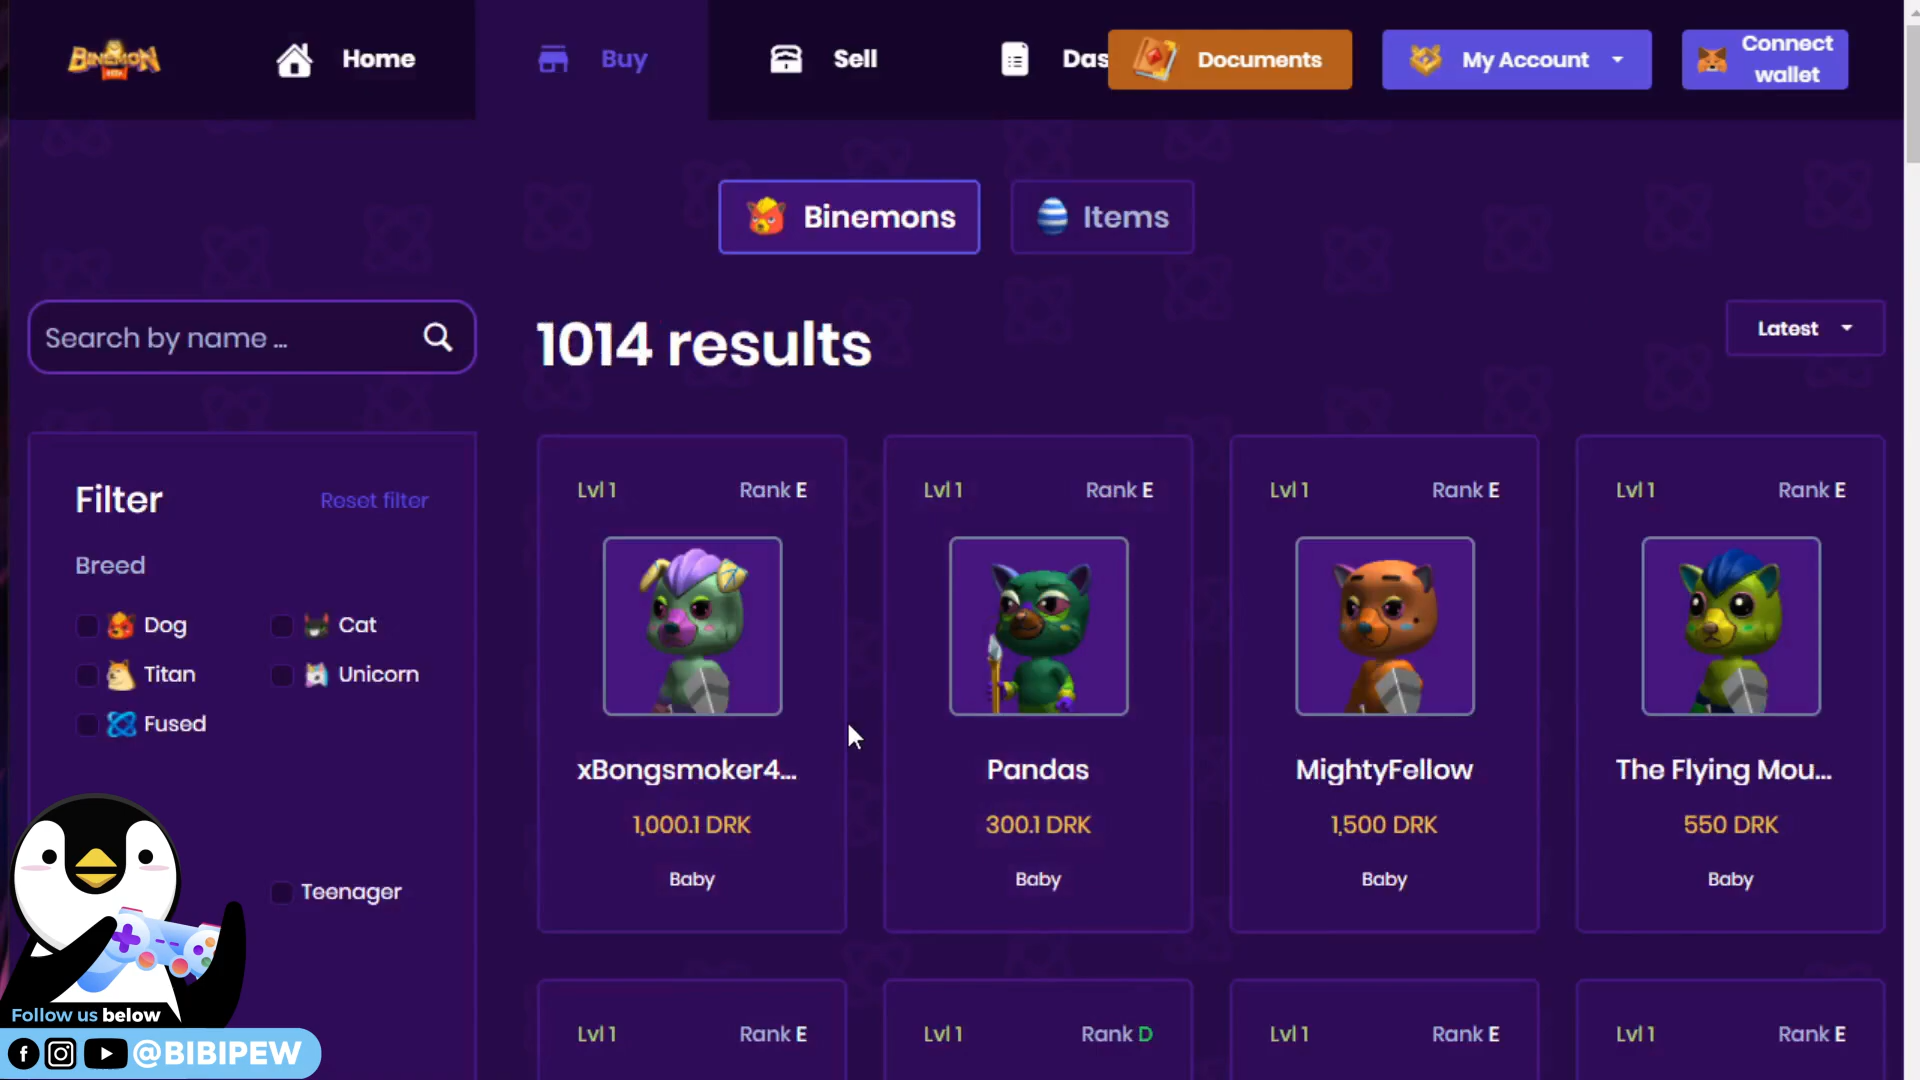 BINEMON
Home
Buy
Sell
Das
Documents
My Account
Connect
wallet
Binemons
Items
Search by name ...
1014 results
Latest
Filter
Reset filter
Breed
Dog
Cat
Titan
Unicorn
Fused
Teenager
Lvl 1
Rank E
xBongsmoker4...
1,000.1 DRK
Baby
Lvl 1
Rank E
Pandas
300.1 DRK
Baby
Lvl 1
Rank E
MightyFellow
1,500 DRK
Baby
Lvl 1
Rank E
The Flying Mou...
550 DRK
Baby
Lvl 1
Rank E
Lvl 1
Rank D
Lvl 1
Rank E
Lvl 1
Rank E
Follow us below
@BIBIPEW